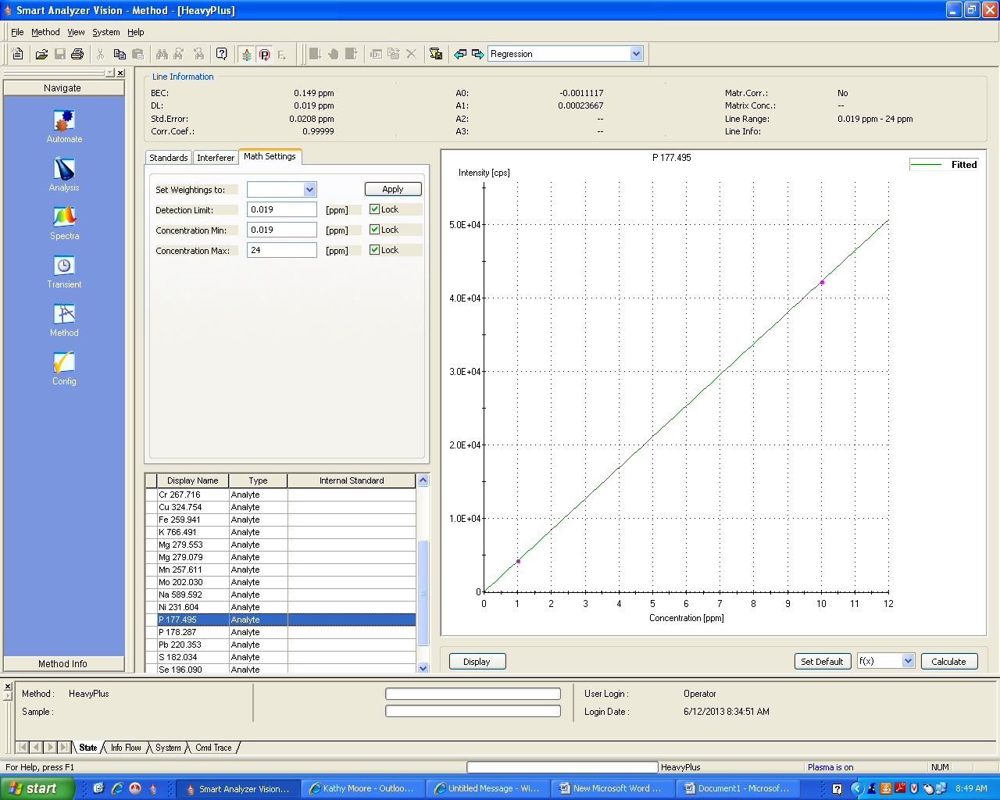 Smart Analyzer Vision - Method - [HeavyPlus]
File Method View System Help
Regression
Navigate
Automate
Analysis
Spectra
Transient
Method
Config
Method Info
Line Information
BEC: 0.149 ppm A0: -0.0011117 Matr.Corr.: No
DL: 0.019 ppm A1: 0.00023667 Matrix Conc.: --
Std.Error: 0.0208 ppm A2: -- Line Range: 0.019 ppm - 24 ppm
Corr.Coef.: 0.99999 A3: -- Line Info:
Standards Interferer Math Settings
Set Weightings to: Apply
Detection Limit: 0.019 [ppm] Lock
Concentration Min: 0.019 [ppm] Lock
Concentration Max: 24 [ppm] Lock
Display Name Type Internal Standard
Cr 267.716 Analyte
Cu 324.754 Analyte
Fe 259.941 Analyte
K 766.491 Analyte
Mg 279.553 Analyte
Mg 279.079 Analyte
Mn 257.611 Analyte
Mo 202.030 Analyte
Na 589.592 Analyte
Ni 231.604 Analyte
P 177.495 Analyte
P 178.287 Analyte
Pb 220.353 Analyte
S 182.034 Analyte
Se 196.090 Analyte
P 177.495
Intensity [cps]
Fitted
5.0E+04
4.0E+04
3.0E+04
2.0E+04
1.0E+04
0
0 1 2 3 4 5 6 7 8 9 10 11 12
Concentration [ppm]
Display Set Default f(x) Calculate
Method : HeavyPlus User Login : Operator
Sample : Login Date : 6/12/2013 8:34:51 AM
State Info Flow System Cmd Trace
For Help, press F1 HeavyPlus Plasma is on NUM
start Smart Analyzer Vision... Kathy Moore - Outloo... Untitled Message - Wi... New Microsoft Word ... Document1 - Microsof... 8:49 AM